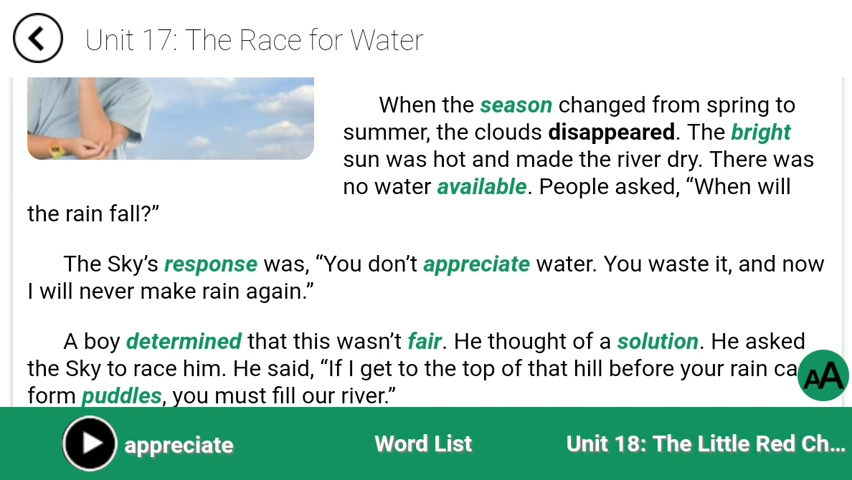 Unit 17: The Race for Water
When the season changed from spring to
summer, the clouds disappeared. The bright
sun was hot and made the river dry. There was
no water available. People asked, “When will
the rain fall?”
The Sky’s response was, “You don’t appreciate water. You waste it, and now
I will never make rain again.”
A boy determined that this wasn’t fair. He thought of a solution. He asked
the Sky to race him. He said, “If I get to the top of that hill before your rain
form puddles, you must fill our river.”
AA
appreciate
Word List
Unit 18: The Little Red Ch...